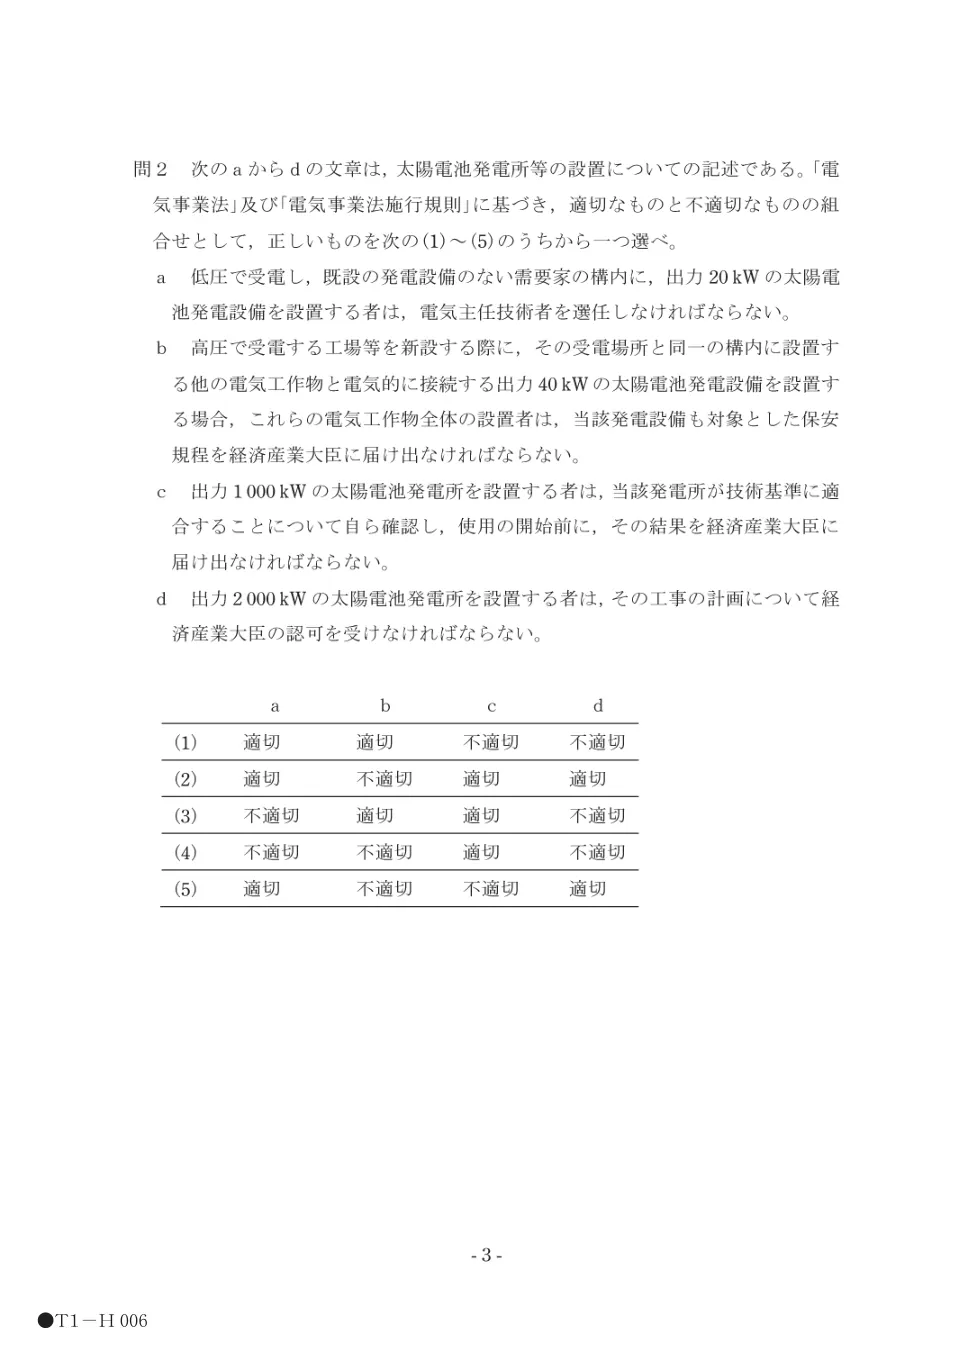 問２　次のａからｄの文章は，太陽電池発電所等の設置についての記述である。「電
気事業法」及び「電気事業法施行規則」に基づき，適切なものと不適切なものの組
合せとして，正しいものを次の(1)～(5)のうちから一つ選べ。
ａ　低圧で受電し，既設の発電設備のない需要家の構内に，出力 20 kW の太陽電
池発電設備を設置する者は，電気主任技術者を選任しなければならない。
ｂ　高圧で受電する工場等を新設する際に，その受電場所と同一の構内に設置す
る他の電気工作物と電気的に接続する出力 40 kW の太陽電池発電設備を設置す
る場合，これらの電気工作物全体の設置者は，当該発電設備も対象とした保安
規程を経済産業大臣に届け出なければならない。
ｃ　出力 1 000 kW の太陽電池発電所を設置する者は，当該発電所が技術基準に適
合することについて自ら確認し，使用の開始前に，その結果を経済産業大臣に
届け出なければならない。
ｄ　出力 2 000 kW の太陽電池発電所を設置する者は，その工事の計画について経
済産業大臣の認可を受けなければならない。
ａ　ｂ　ｃ　ｄ
(1)　適切　適切　不適切　不適切
(2)　適切　不適切　適切　適切
(3)　不適切　適切　適切　不適切
(4)　不適切　不適切　適切　不適切
(5)　適切　不適切　不適切　適切
- 3 -
●T1－H 006